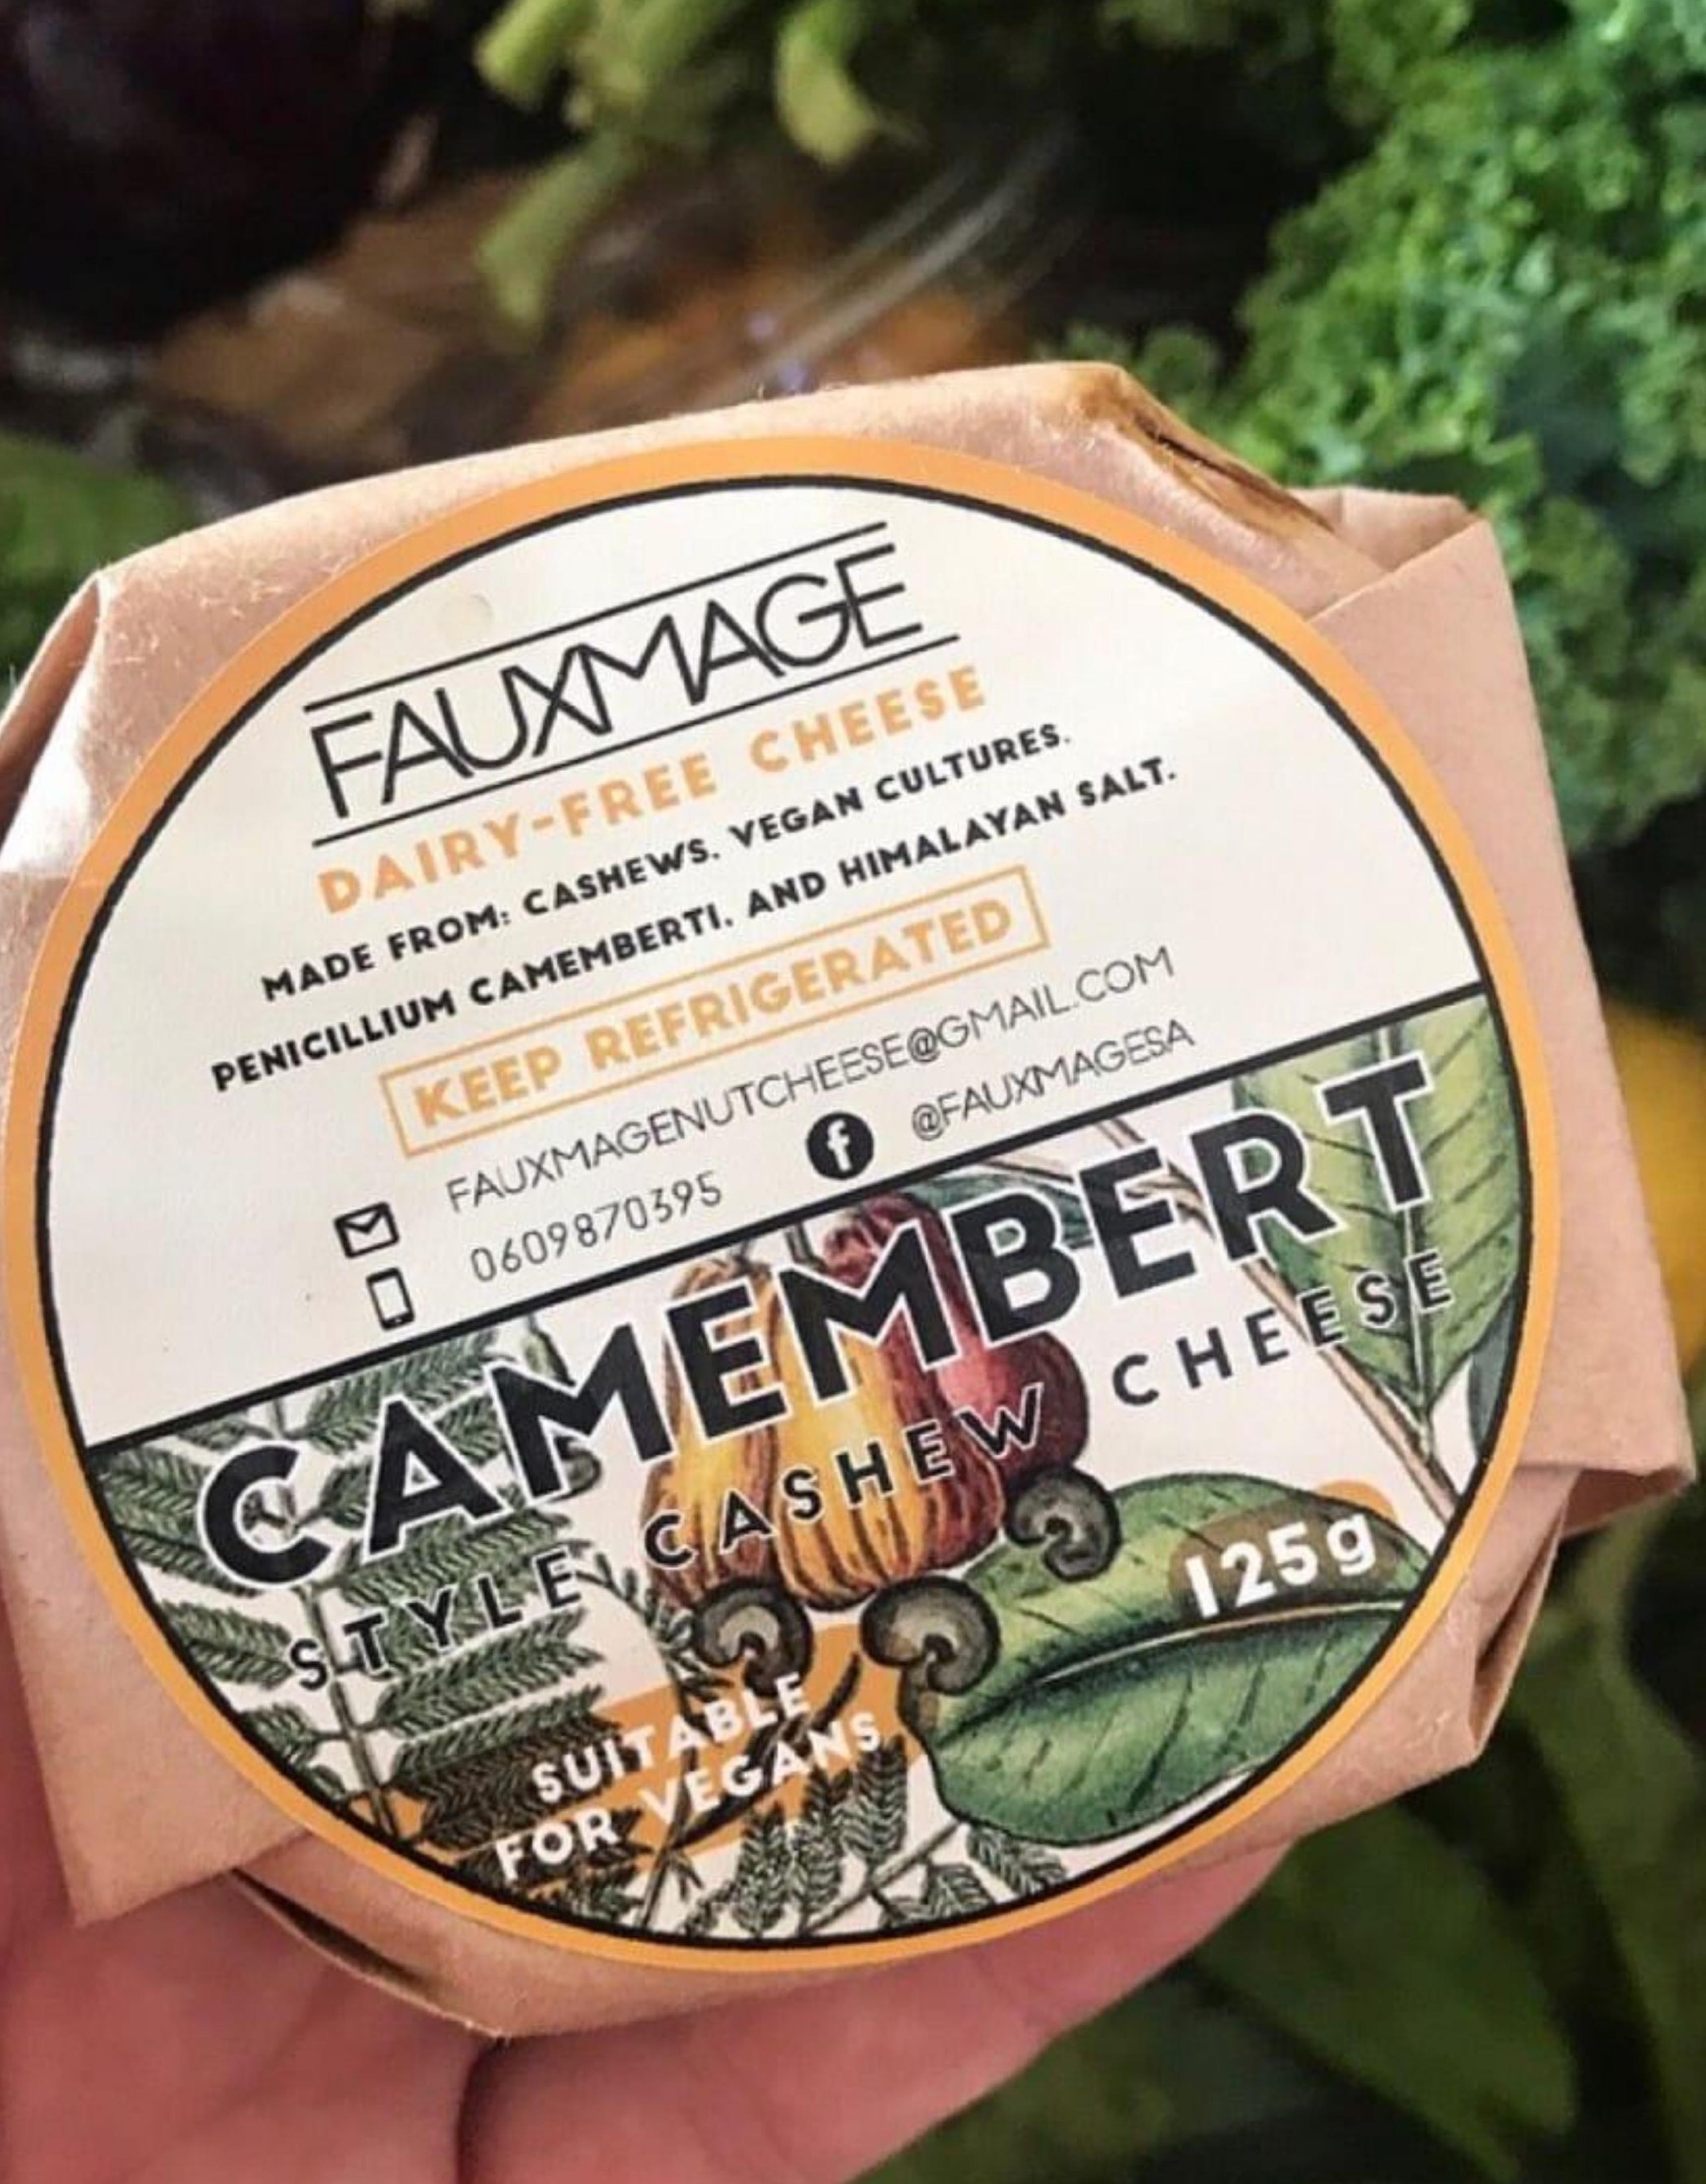 FAUXMAGE
DAIRY-FREE CHEESE
MADE FROM: CASHEWS, VEGAN CULTURES,
PENICILLIUM CAMEMBERTI, AND HIMALAYAN SALT.
KEEP REFRIGERATED
FAUXMAGENUTCHEESE@GMAIL.COM
0609870395
@FAUXMAGESA
CAMEMBERT
STYLE CASHEW CHEESE
125g
SUITABLE
FOR VEGANS